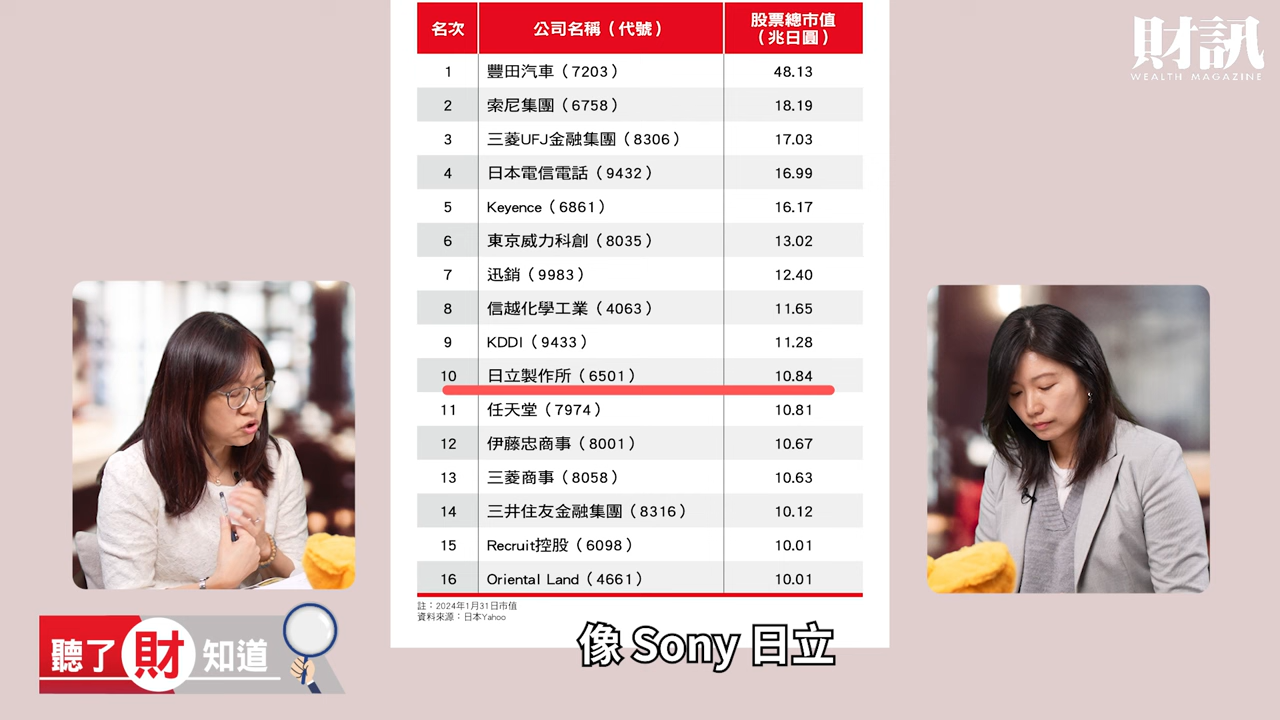 名次 公司名稱（代號） 股票總市值（兆日圓）
1 豐田汽車（7203） 48.13
2 索尼集團（6758） 18.19
3 三菱UFJ金融集團（8306） 17.03
4 日本電信電話（9432） 16.99
5 Keyence（6861） 16.17
6 東京威力科創（8035） 13.02
7 迅銷（9983） 12.40
8 信越化學工業（4063） 11.65
9 KDDI（9433） 11.28
10 日立製作所（6501） 10.84
11 任天堂（7974） 10.81
12 伊藤忠商事（8001） 10.67
13 三菱商事（8058） 10.63
14 三井住友金融集團（8316） 10.12
15 Recruit控股（6098） 10.01
16 Oriental Land（4661） 10.01
註：2024年1月31日市值
資料來源：日本Yahoo
財訊
WEALTH MAGAZINE
聽了財知道
像 Sony 日立